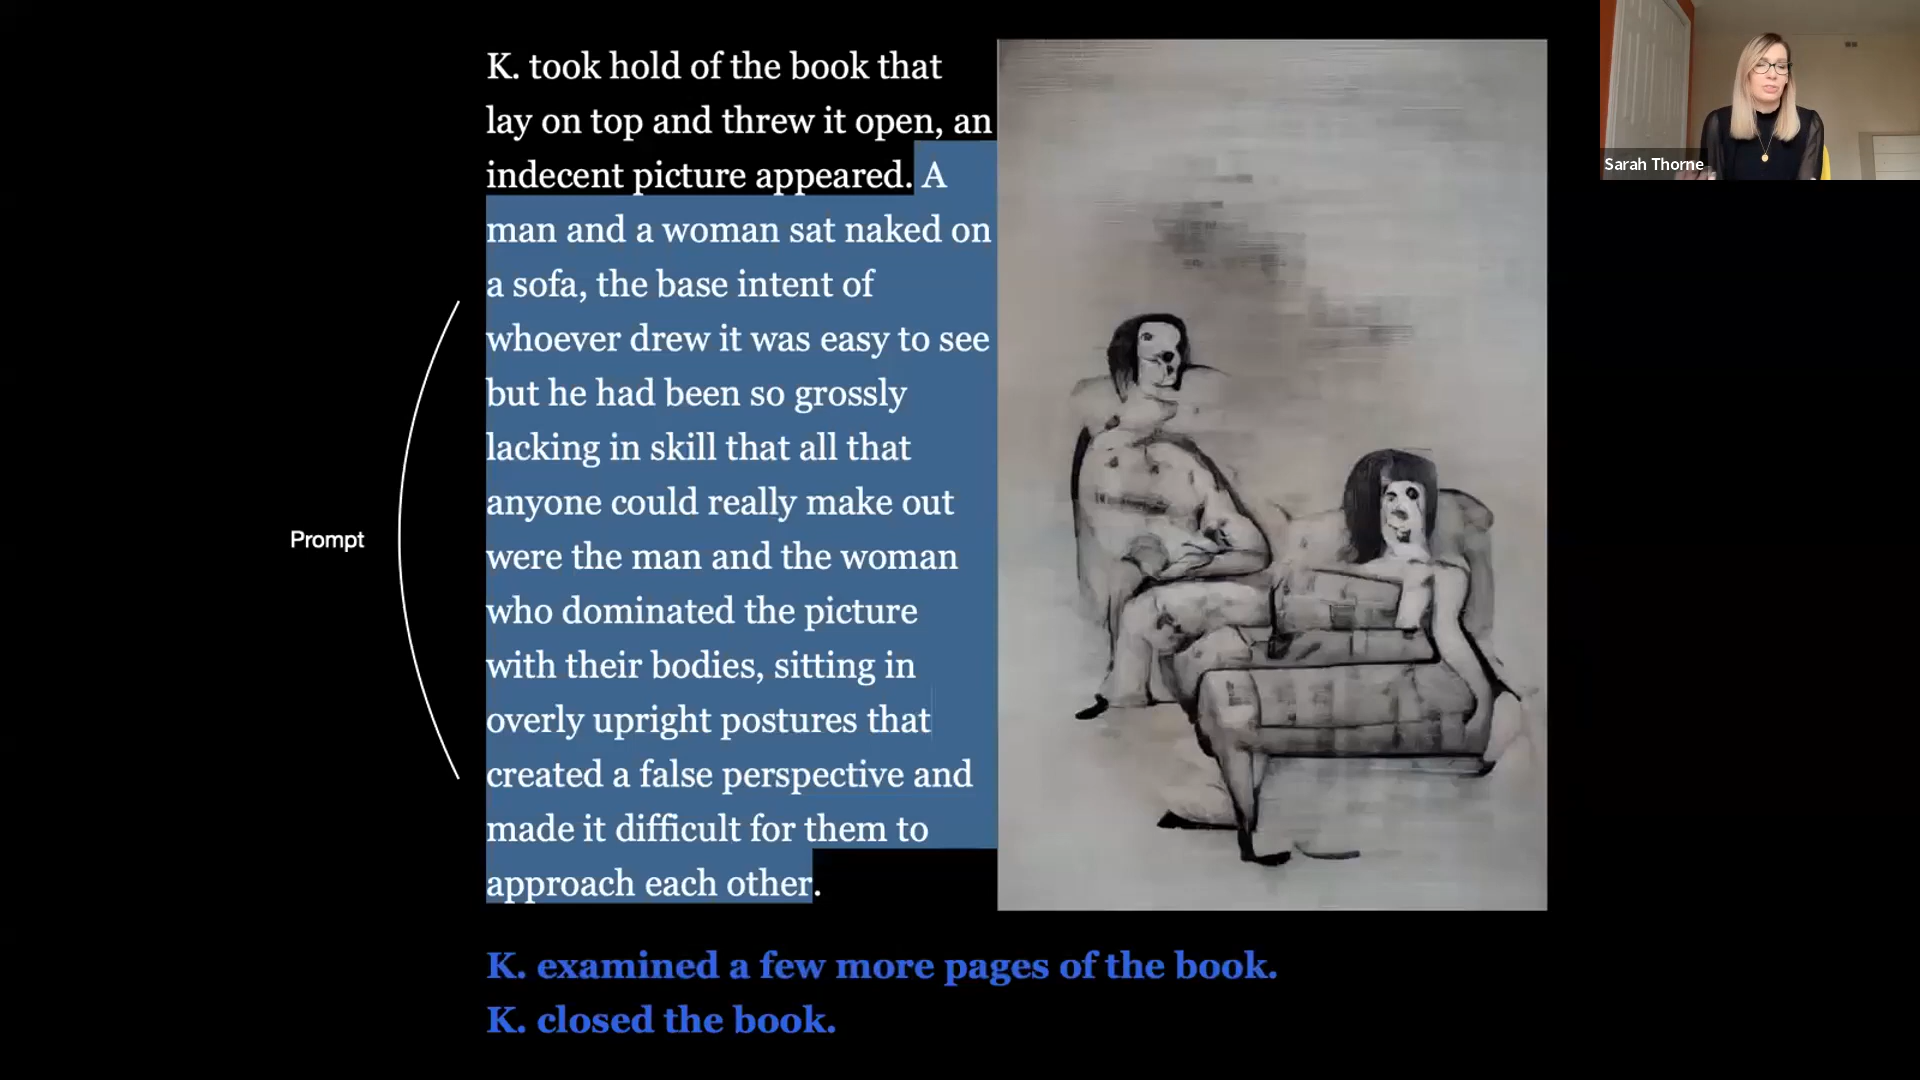 K. took hold of the book that
lay on top and threw it open, an
indecent picture appeared. A
man and a woman sat naked on
a sofa, the base intent of
whoever drew it was easy to see
but he had been so grossly
lacking in skill that all that
anyone could really make out
were the man and the woman
who dominated the picture
with their bodies, sitting in
overly upright postures that
created a false perspective and
made it difficult for them to
approach each other.
Prompt
K. examined a few more pages of the book.
K. closed the book.
Sarah Thorne